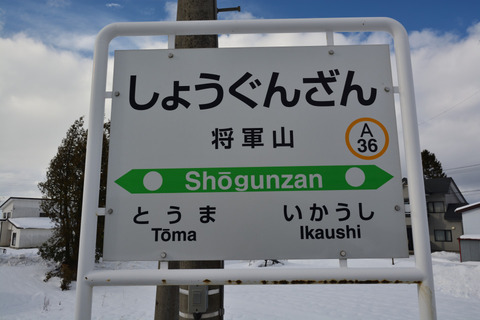 しょうぐんざん
将軍山
A
36
Shōgunzan
とうま いかうし
Tōma Ikaushi